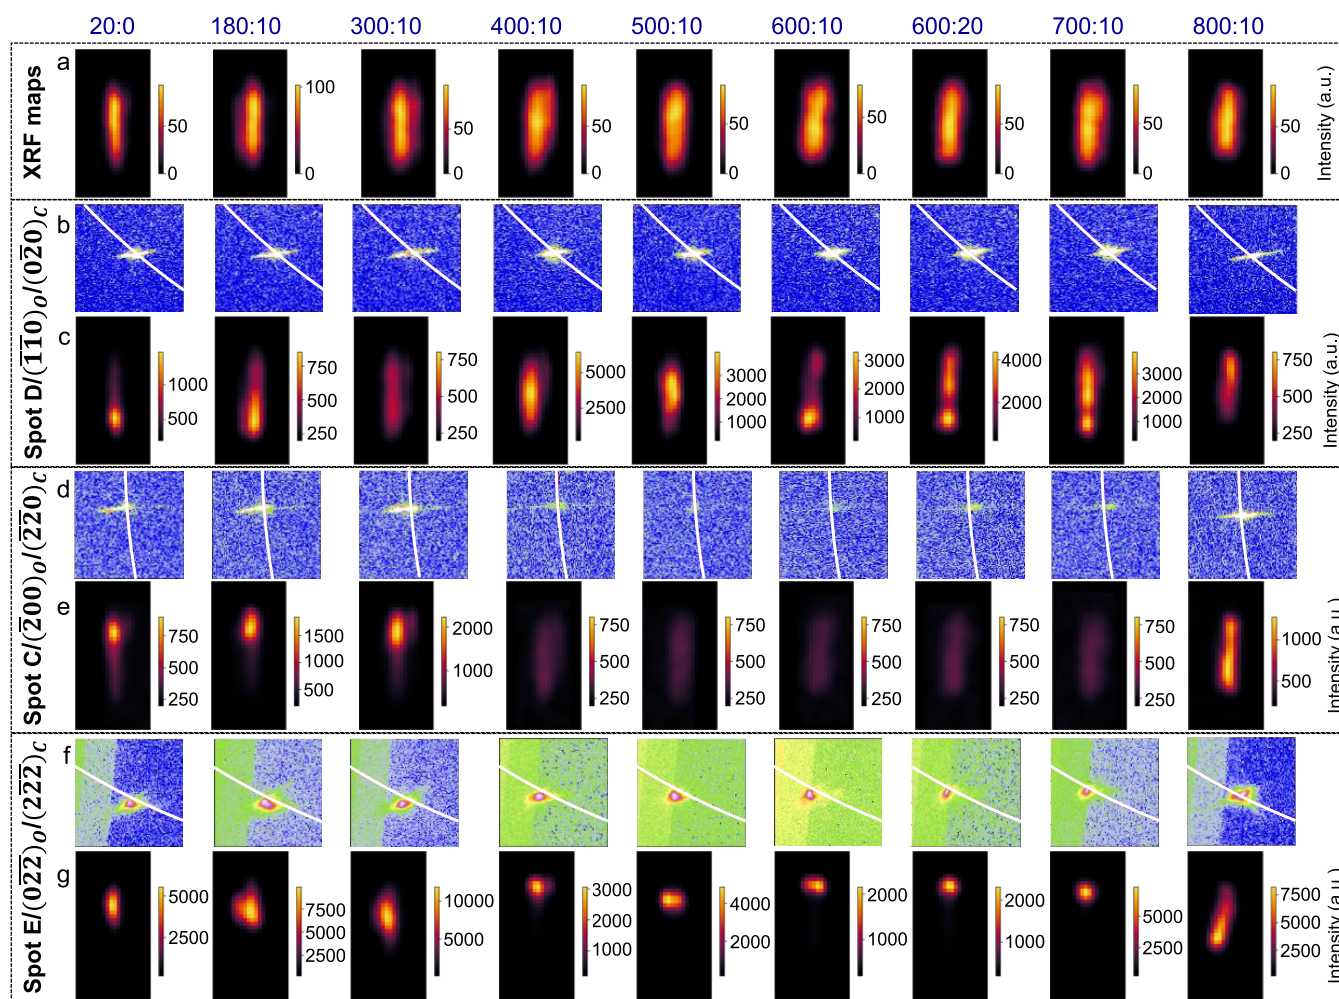 20:0 180:10 300:10 400:10 500:10 600:10 600:20 700:10 800:10
a
XRF maps
50 0
100 0
50 0
50 0
50 0
50 0
50 0
50 0
50 0
Intensity (a.u.)
b
Spot D/(1̅1̅0)O/(02̅0)C
c
1000 500
750 500 250
750 500 250
5000 2500
3000 2000 1000
3000 2000 1000
4000 2000
3000 2000 1000
750 500 250
Intensity (a.u.)
d
Spot C/(2̅00)O/(2̅2̅0)C
e
750 500 250
1500 1000 500
2000 1000
750 500 250
750 500 250
750 500 250
750 500 250
750 500 250
1000 500
Intensity (a.u.)
f
Spot E/(02̅2̅)O/(22̅2̅)C
g
5000 2500
7500 5000 2500
10000 5000
3000 2000 1000
4000 2000
2000 1000
2000 1000
5000 2500
7500 5000 2500
Intensity (a.u.)